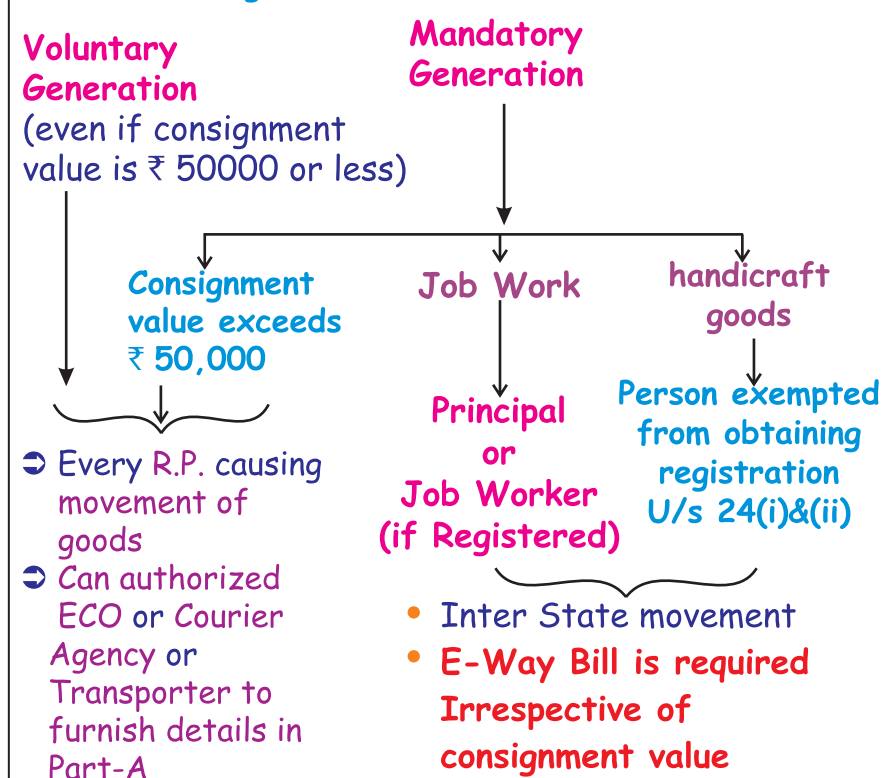 Voluntary
Generation
(even if consignment
value is ₹ 50000 or less)
Mandatory
Generation
Consignment
value exceeds
₹ 50,000
Job Work
handicraft
goods
Principal
or
Job Worker
(if Registered)
Person exempted
from obtaining
registration
U/s 24(i)&(ii)
➲ Every R.P. causing
movement of
goods
➲ Can authorized
ECO or Courier
Agency or
Transporter to
furnish details in
Part-A
• Inter State movement
• E-Way Bill is required
Irrespective of
consignment value